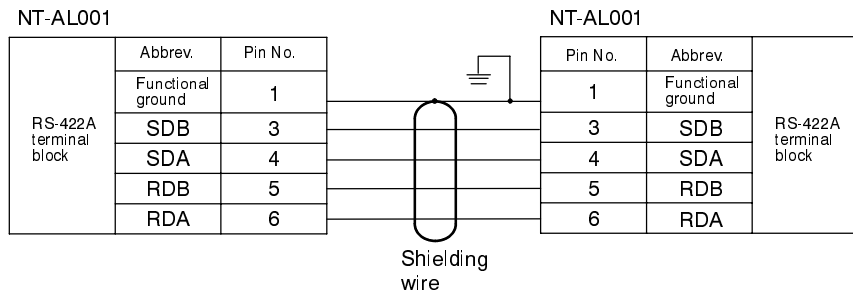 NT-AL001
NT-AL001
Abbrev. Pin No.
Pin No. Abbrev.
Functional
ground
1
1
Functional
ground
RS-422A
terminal
block
RS-422A
terminal
block
SDB 3
3 SDB
SDA 4
4 SDA
RDB 5
5 RDB
RDA 6
6 RDA
Shielding
wire